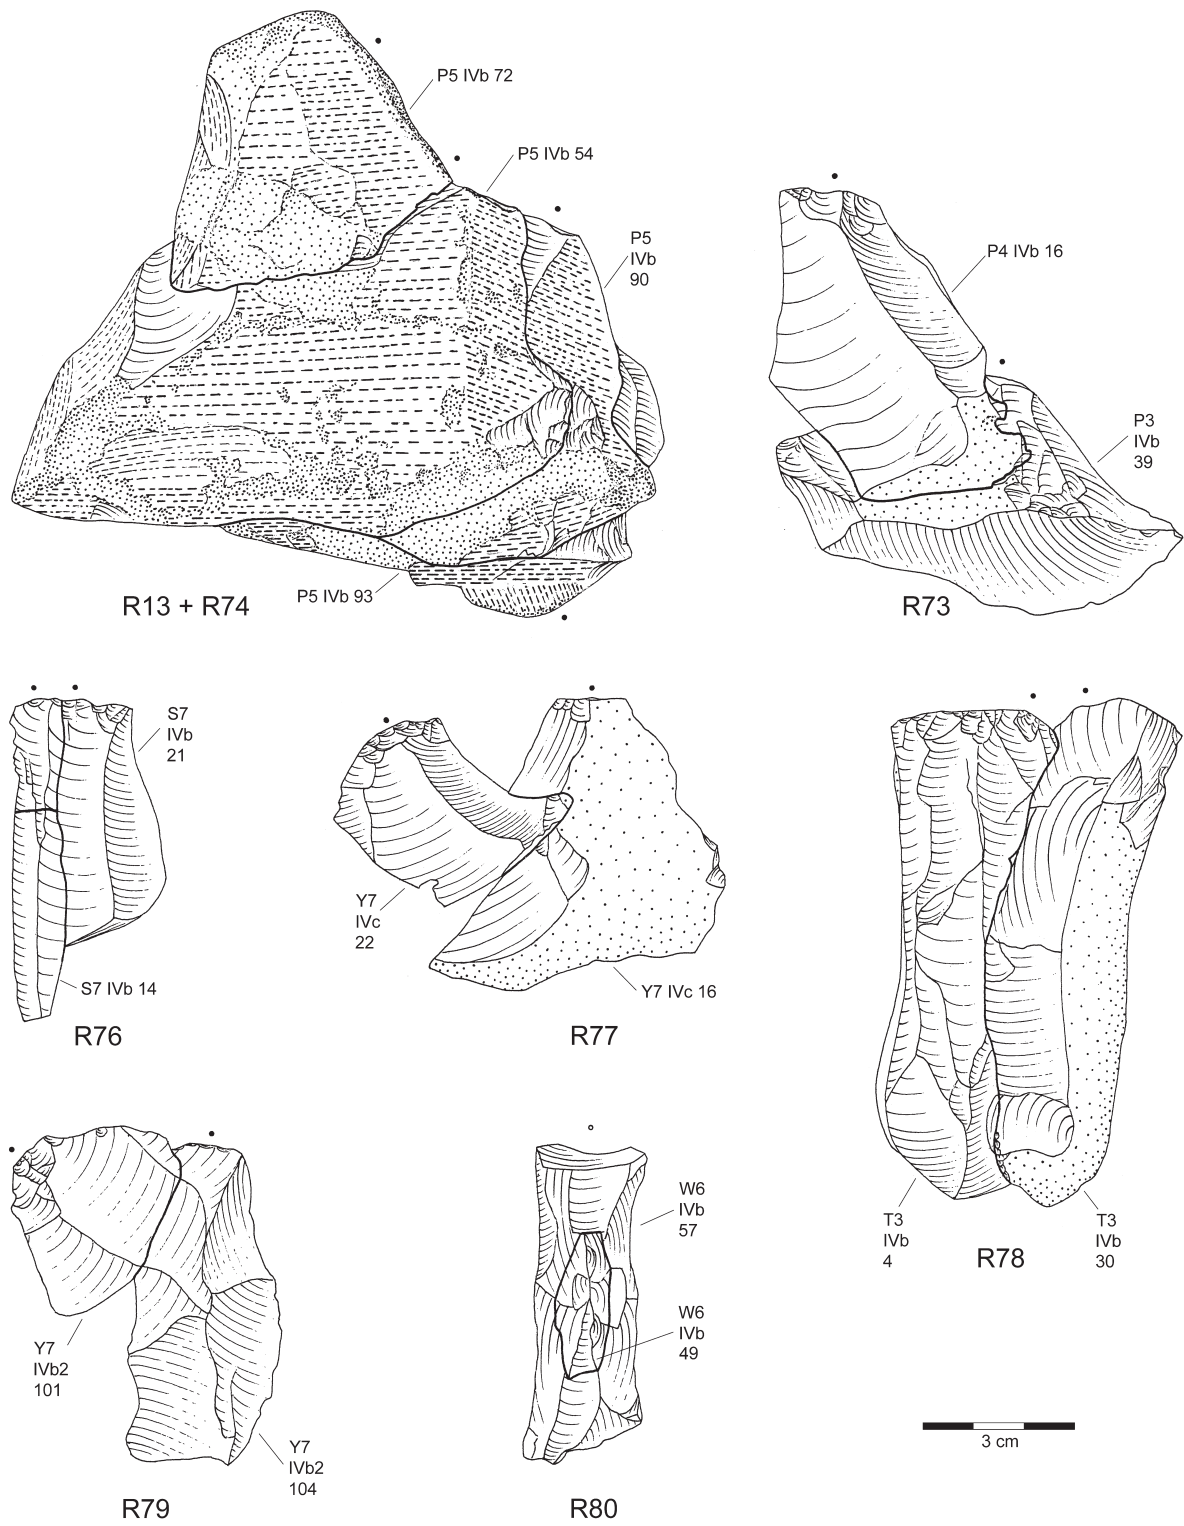 P5 IVb 72
P5 IVb 54
P5
IVb
90
P5 IVb 93
R13 + R74
P4 IVb 16
P3
IVb
39
R73
S7
IVb
21
S7 IVb 14
R76
Y7
IVc
22
Y7 IVc 16
R77
T3
IVb
4
T3
IVb
30
R78
Y7
IVb2
101
Y7
IVb2
104
R79
W6
IVb
57
W6
IVb
49
R80
3 cm